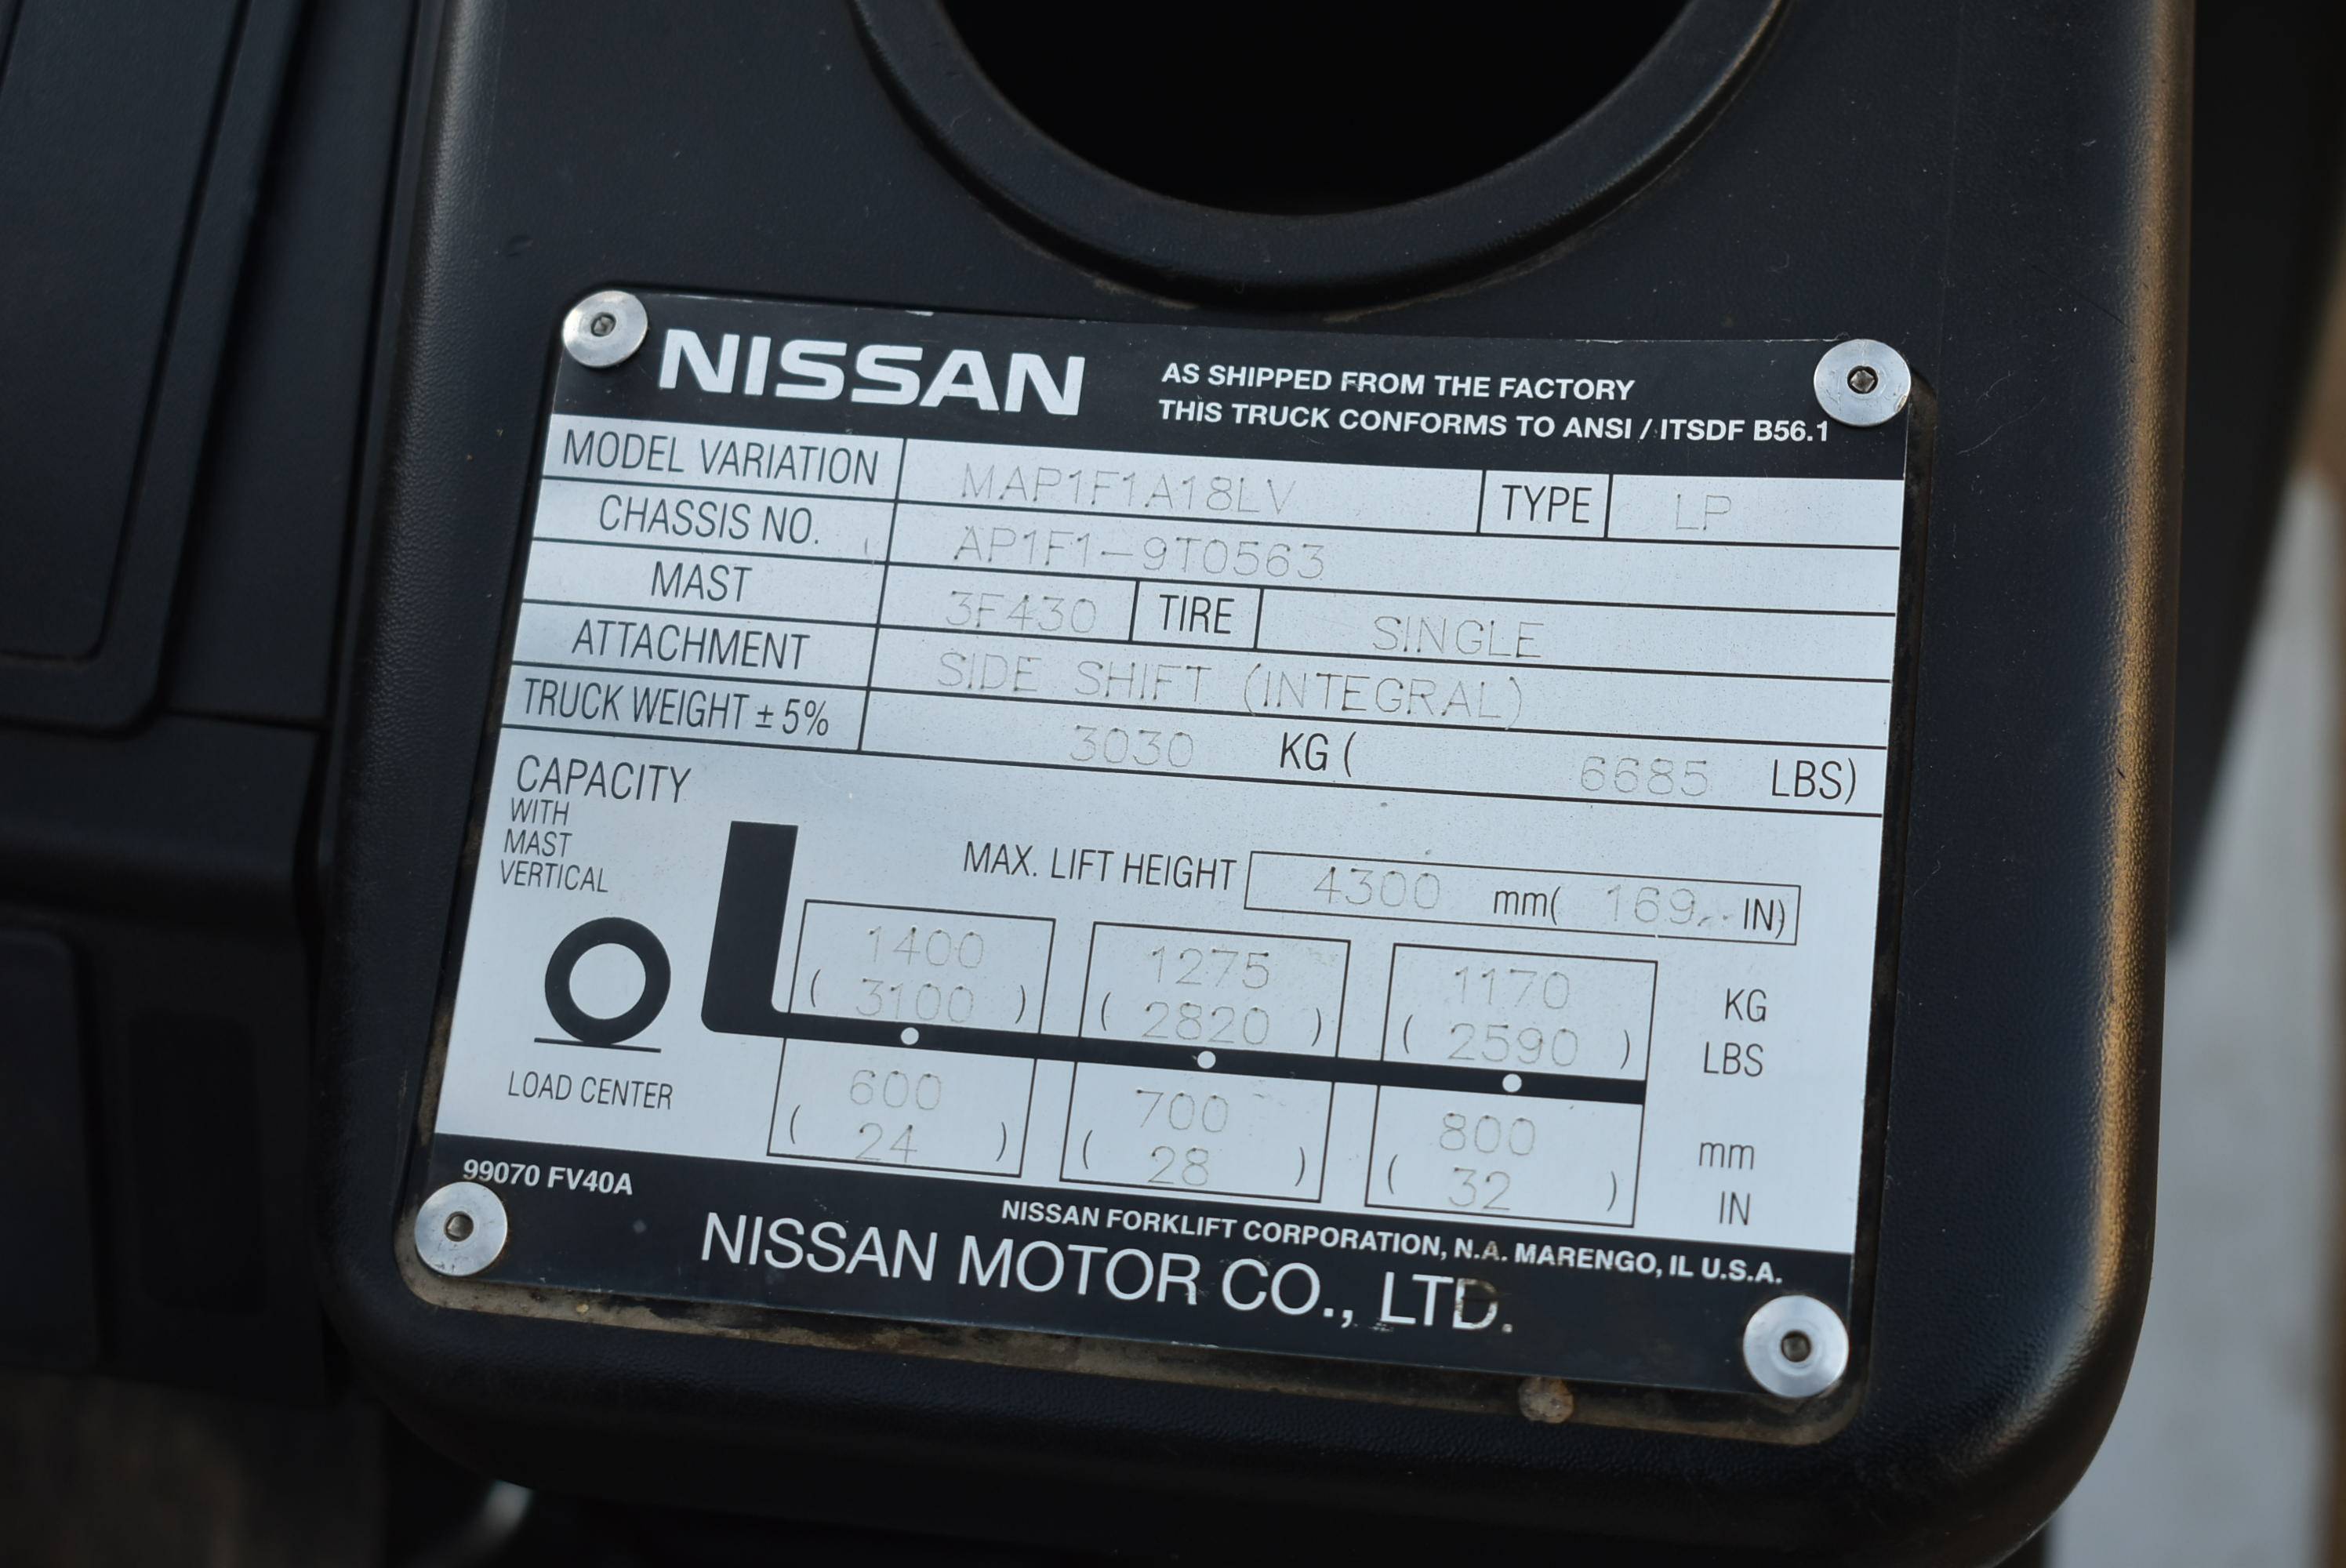 NISSAN
AS SHIPPED FROM THE FACTORY
THIS TRUCK CONFORMS TO ANSI / ITSDF B56.1
MODEL VARIATION MAP1F1A18LV TYPE LP
CHASSIS NO. AP1F1-9T0563
MAST 3F430 TIRE SINGLE
ATTACHMENT SIDE SHIFT (INTEGRAL)
TRUCK WEIGHT ± 5% 3030 KG ( 6685 LBS)
CAPACITY
WITH
MAST
VERTICAL
MAX. LIFT HEIGHT 4300 mm( 169 IN)
1400 1275 1170 KG
( 3100 ) ( 2820 ) ( 2590 ) LBS
LOAD CENTER 600 700 800 mm
( 24 ) ( 28 ) ( 32 ) IN
99070 FV40A
NISSAN FORKLIFT CORPORATION, N.A. MARENGO, IL U.S.A.
NISSAN MOTOR CO., LTD.